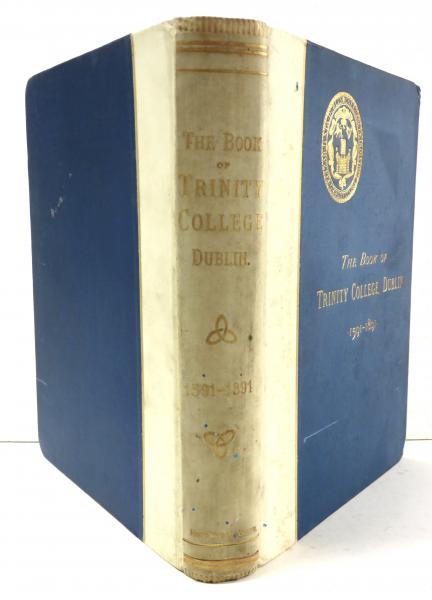 THE BOOK
OF
TRINITY
COLLEGE
DUBLIN.
1591-1891
THE BOOK OF
TRINITY COLLEGE, DUBLIN
1591-1891